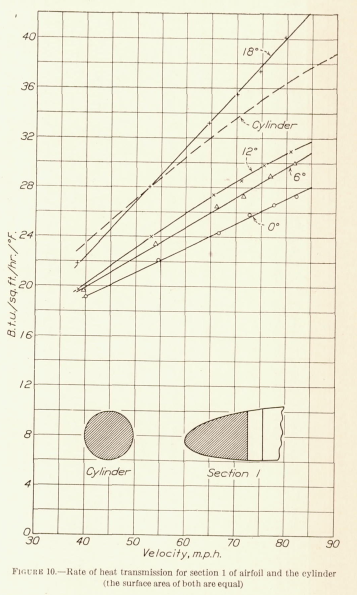 40
36
32
28
24
20
16
12
8
4
0
B.t.u/sq.ft./hr./°F.
18°
Cylinder
12°
6°
0°
Cylinder
Section 1
30 40 50 60 70 80 90
Velocity, m.p.h.
FIGURE 10.—Rate of heat transmission for section 1 of airfoil and the cylinder
(the surface area of both are equal)